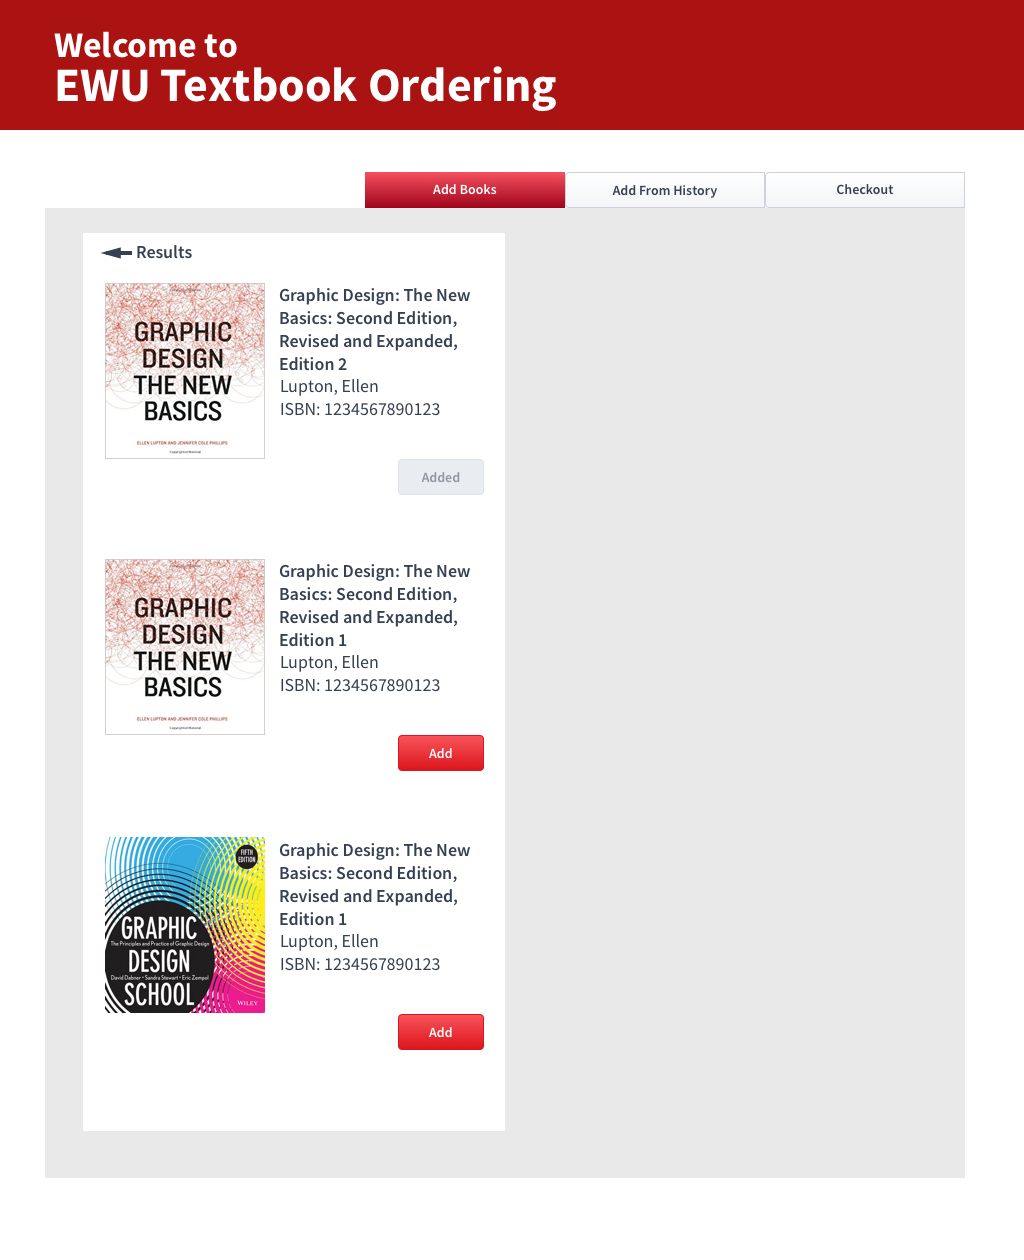 Welcome to
EWU Textbook Ordering
Add Books
Add From History
Checkout
Results
GRAPHIC
DESIGN
THE NEW
BASICS
ELLEN LUPTON AND JENNIFER COLE PHILLIPS
Copyrighted Material
Graphic Design: The New
Basics: Second Edition,
Revised and Expanded,
Edition 2
Lupton, Ellen
ISBN: 1234567890123
Added
GRAPHIC
DESIGN
THE NEW
BASICS
ELLEN LUPTON AND JENNIFER COLE PHILLIPS
Copyrighted Material
Graphic Design: The New
Basics: Second Edition,
Revised and Expanded,
Edition 1
Lupton, Ellen
ISBN: 1234567890123
Add
FIFTH
EDITION
GRAPHIC
The Principles and Practice of Graphic Design
DESIGN
David Dabner • Sandra Stewart • Eric Zempol
SCHOOL
WILEY
Graphic Design: The New
Basics: Second Edition,
Revised and Expanded,
Edition 1
Lupton, Ellen
ISBN: 1234567890123
Add